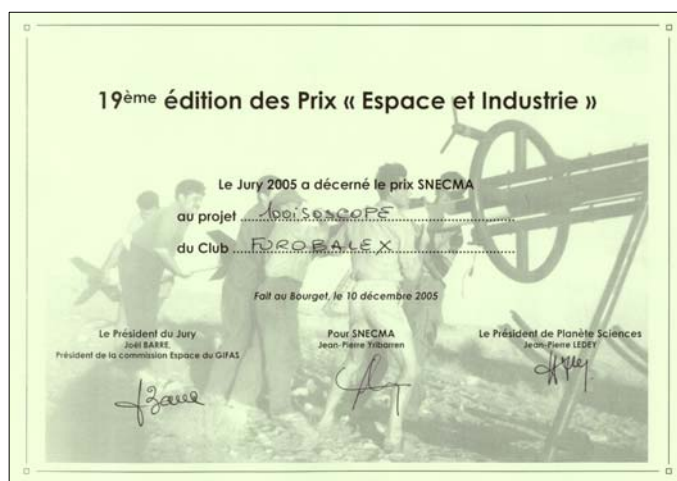 19ème édition des Prix « Espace et Industrie »
Le Jury 2005 a décerné le prix SNECMA
au projet
du Club FUROBALEX
Fait au Bourget, le 10 décembre 2005
Le Président du Jury
Joël BARRE,
Président de la commission Espace du GIFAS
Pour SNECMA
Jean-Pierre Yribarren
Le Président de Planète Sciences
Jean-Pierre LEDEY